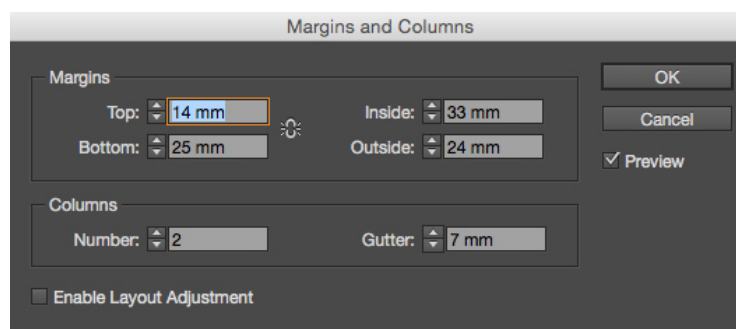 Margins and Columns
Margins
Top: 14 mm
Inside: 33 mm
Bottom: 25 mm
Outside: 24 mm
OK
Cancel
Preview
Columns
Number: 2
Gutter: 7 mm
Enable Layout Adjustment